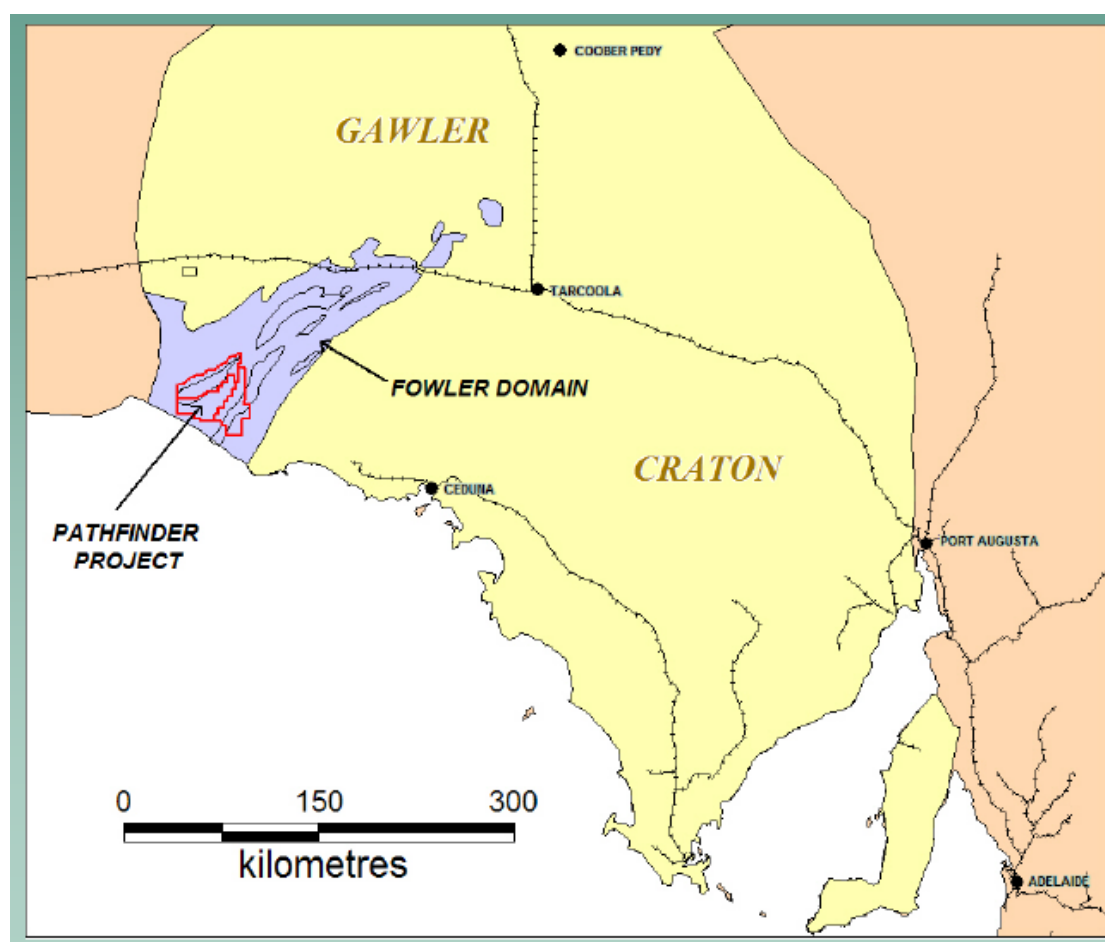 COOBER PEDY
GAWLER
TARCOOLA
FOWLER DOMAIN
CRATON
CEDUNA
PATHFINDER
PROJECT
PORT AUGUSTA
0 150 300
kilometres
ADELAIDE